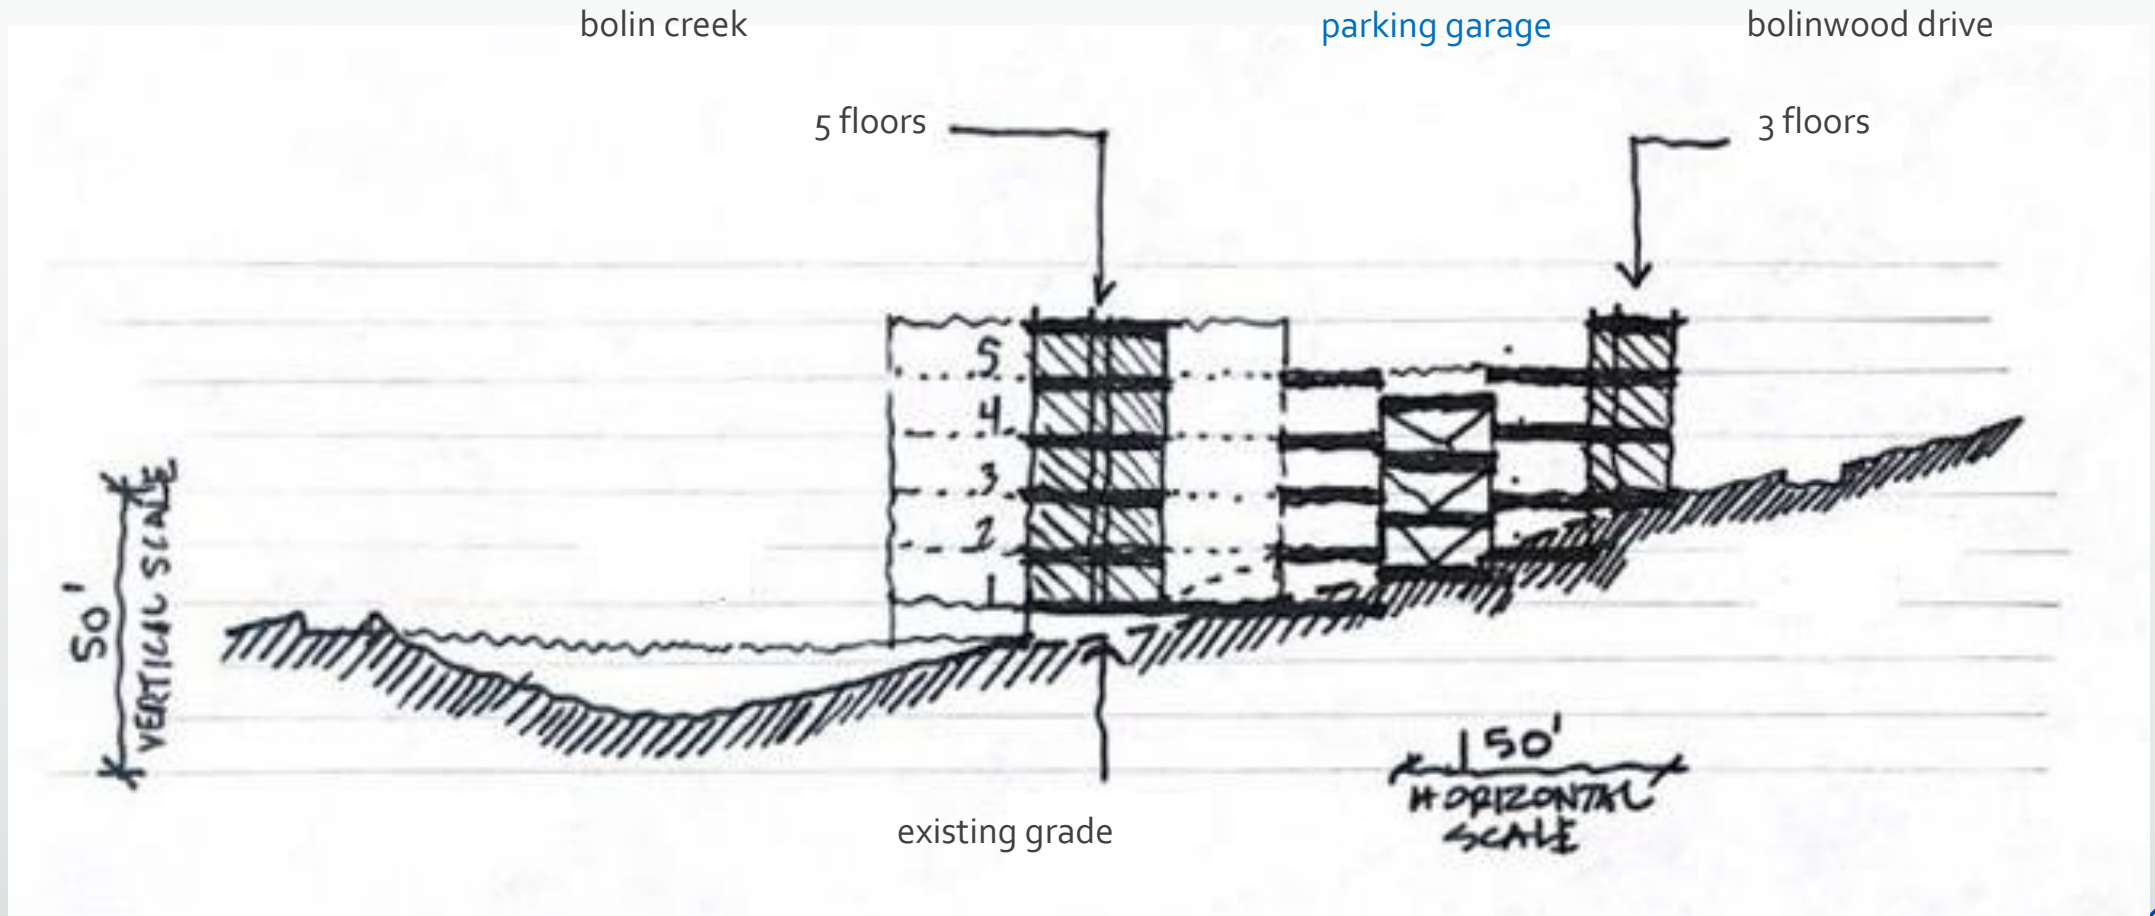 bolin creek
parking garage
bolinwood drive
5 floors
3 floors
5
4
3
2
1
50'
VERTICAL SCALE
150'
HORIZONTAL
SCALE
existing grade